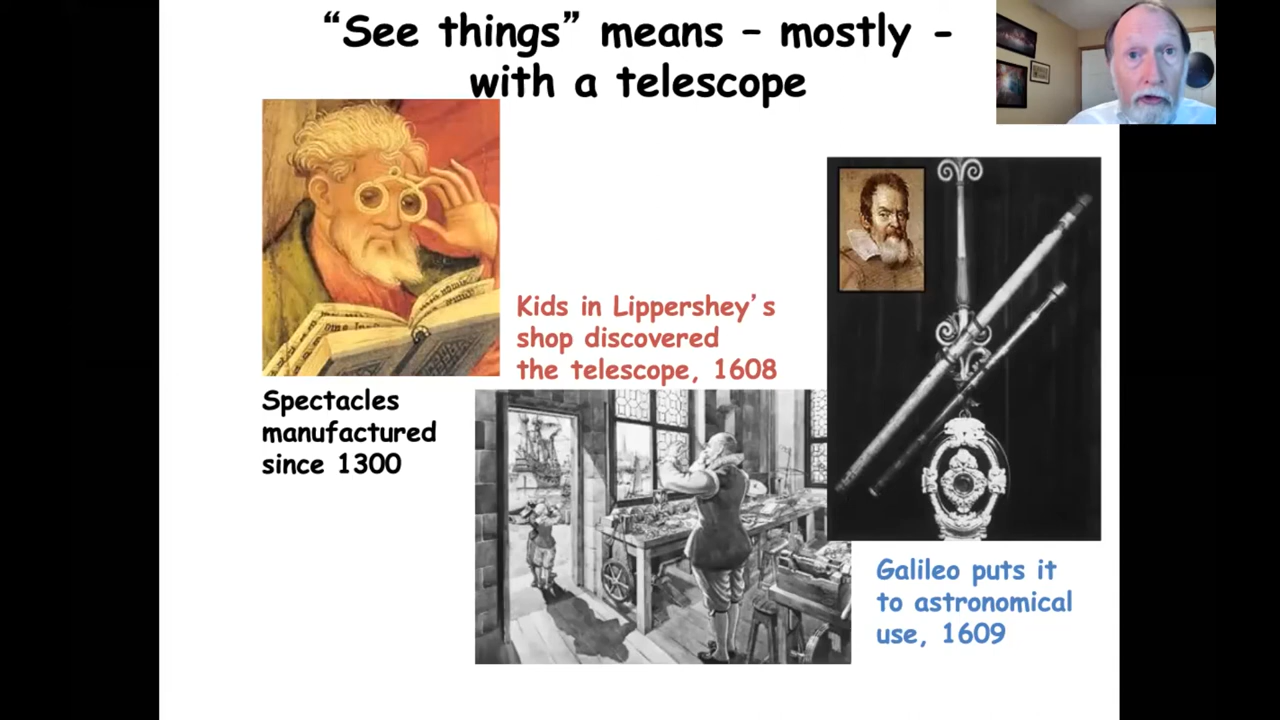 “See things” means – mostly -
with a telescope
Kids in Lippershey’s
shop discovered
the telescope, 1608
Spectacles
manufactured
since 1300
Galileo puts it
to astronomical
use, 1609